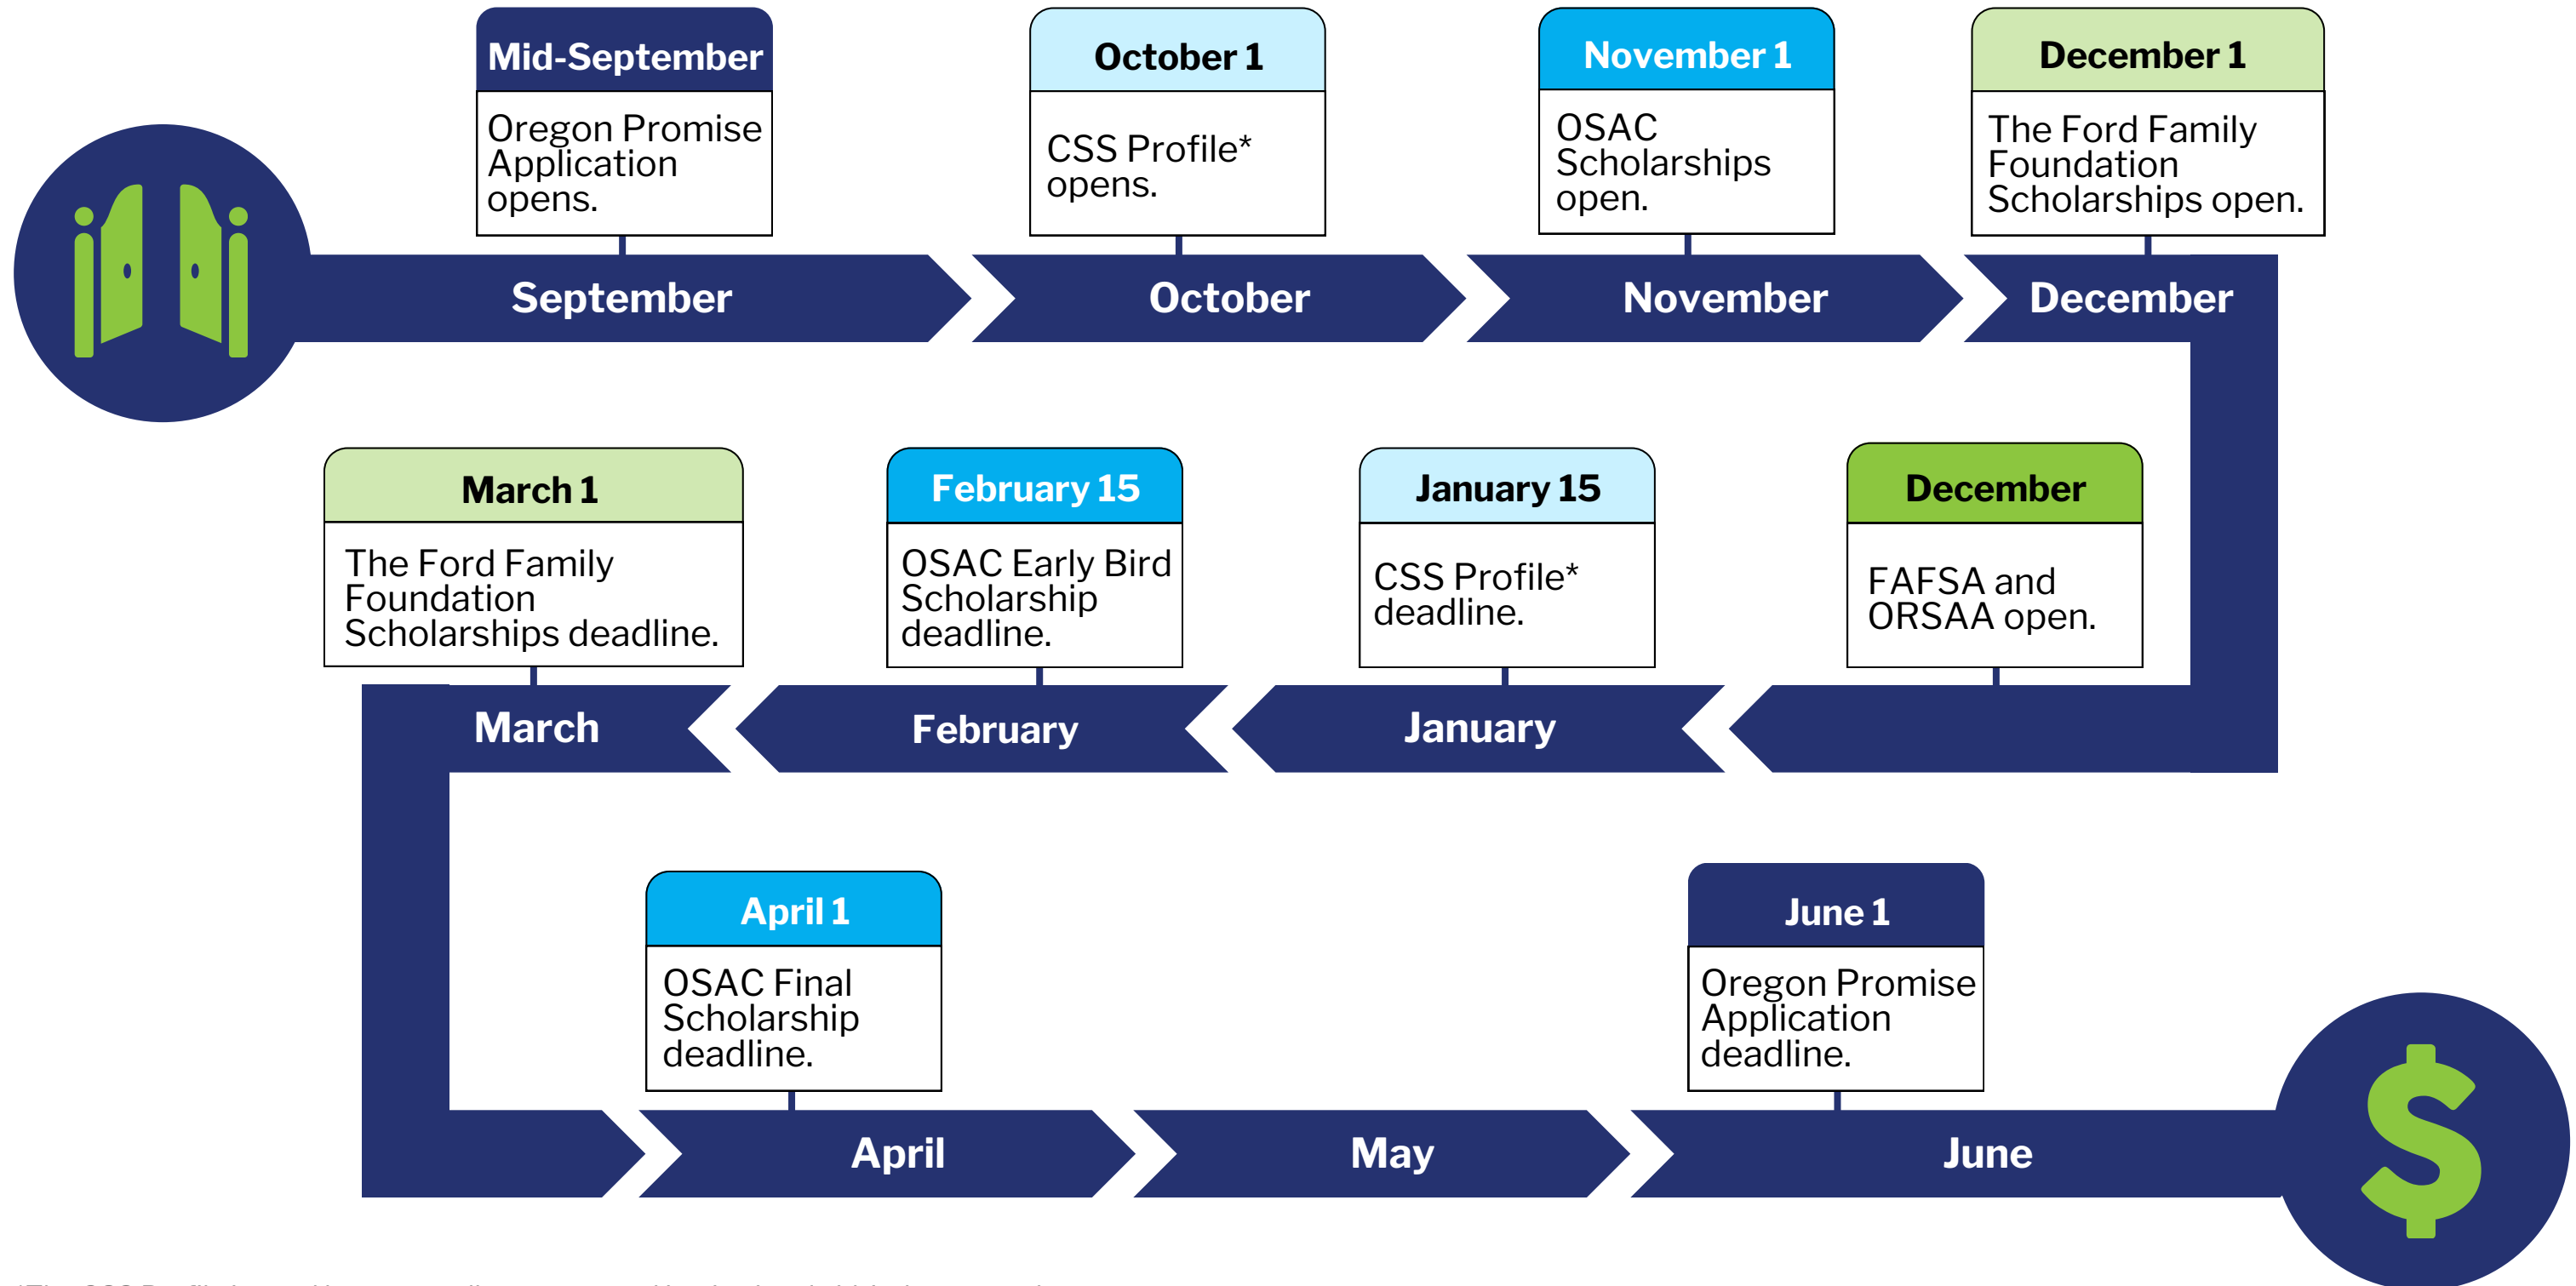 Mid-September
Oregon Promise
Application
opens.
October 1
CSS Profile*
opens.
November 1
OSAC
Scholarships
open.
December 1
The Ford Family
Foundation
Scholarships open.
September
October
November
December
December
FAFSA and
ORSAA open.
January 15
CSS Profile*
deadline.
February 15
OSAC Early Bird
Scholarship
deadline.
March 1
The Ford Family
Foundation
Scholarships deadline.
January
February
March
April 1
OSAC Final
Scholarship
deadline.
June 1
Oregon Promise
Application
deadline.
April
May
June